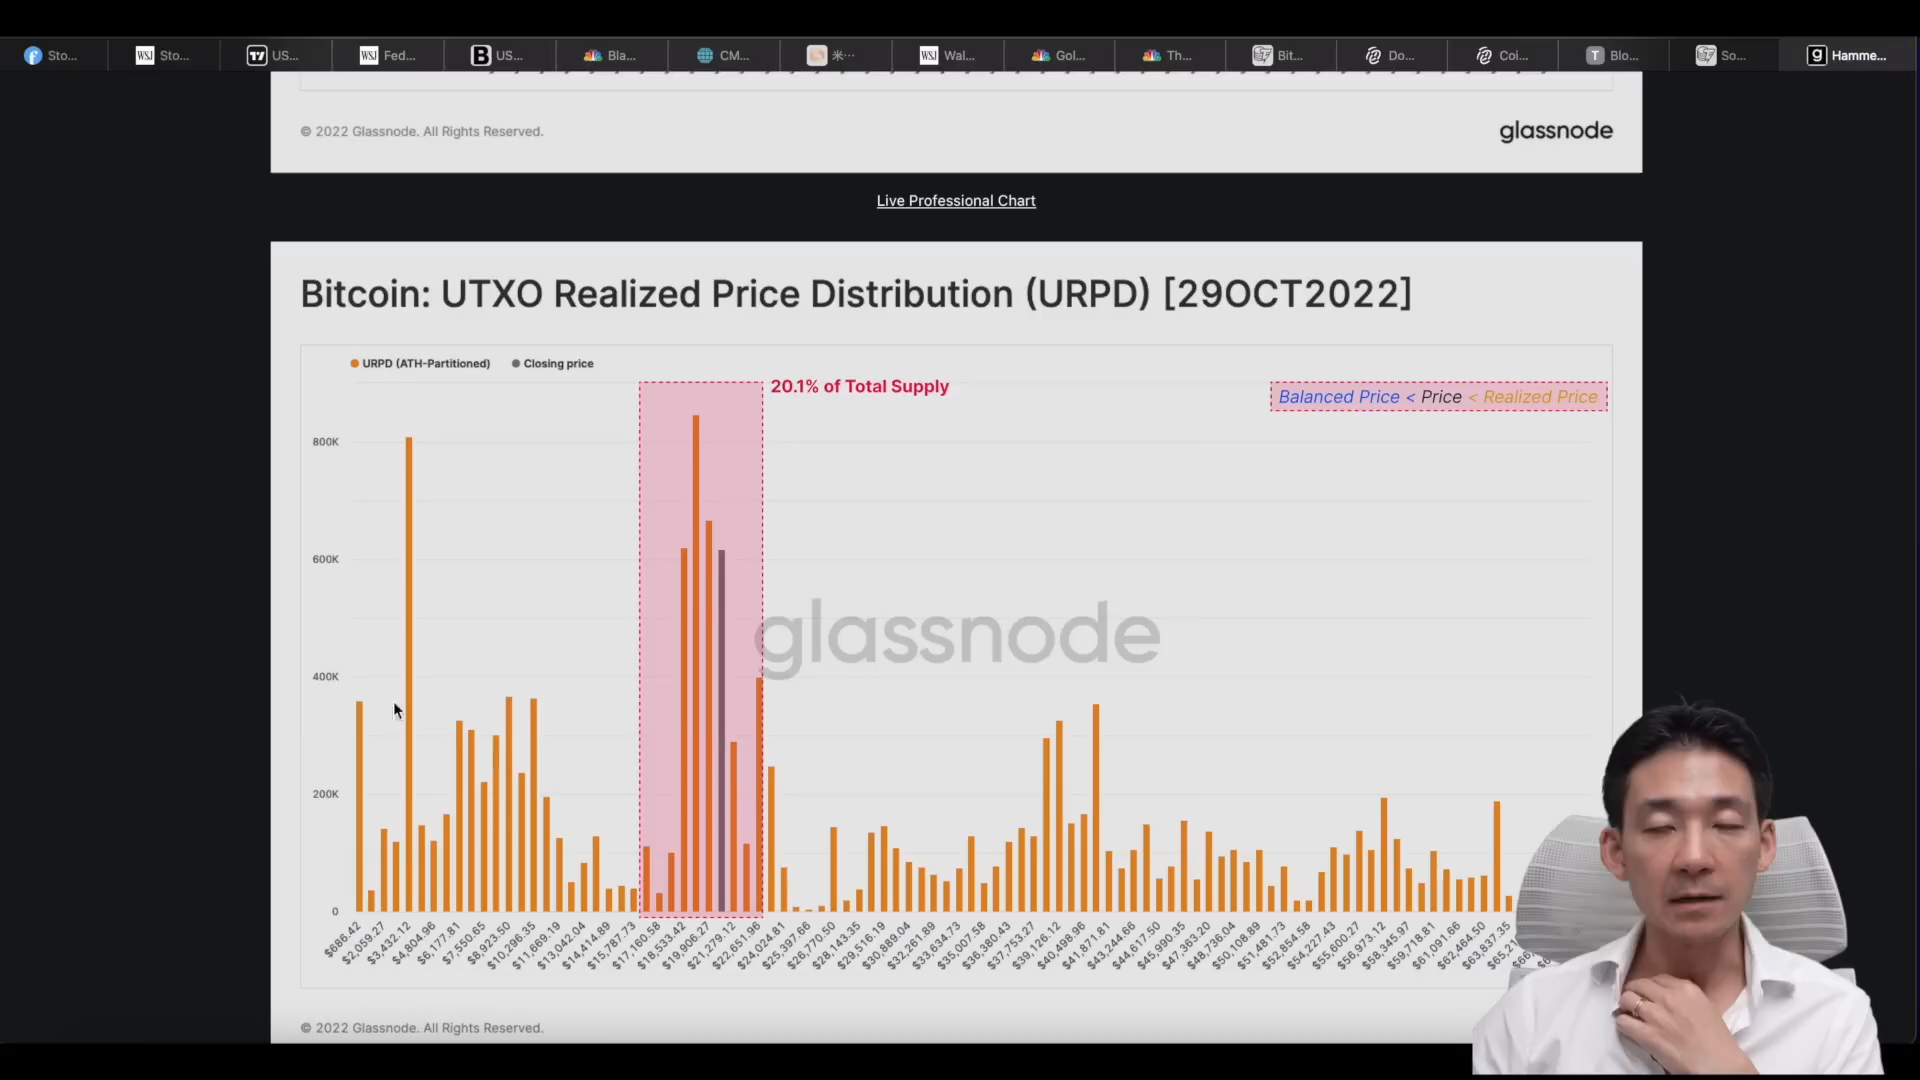 Sto...
WSJ Sto...
US...
WSJ Fed...
B US...
Bla...
CM...
米...
WSJ Wal...
Gol...
Th...
Bit...
Do...
Coi...
T Blo...
So...
g Hamme...
© 2022 Glassnode. All Rights Reserved.
glassnode
Live Professional Chart
Bitcoin: UTXO Realized Price Distribution (URPD) [29OCT2022]
URPD (ATH-Partitioned) Closing price
20.1% of Total Supply
Balanced Price < Price < Realized Price
800K
600K
400K
200K
0
glassnode
$686.42
$2,059.27
$3,432.12
$4,804.96
$6,177.81
$7,550.65
$8,923.50
$10,296.35
$11,669.19
$13,042.04
$14,414.89
$15,787.73
$17,160.58
$18,533.42
$19,906.27
$21,279.12
$22,651.96
$24,024.81
$25,397.66
$26,770.50
$28,143.35
$29,516.19
$30,889.04
$32,261.89
$33,634.73
$35,007.58
$36,380.43
$37,753.27
$39,126.12
$40,498.96
$41,871.81
$43,244.66
$44,617.50
$45,990.35
$47,363.20
$48,736.04
$50,108.89
$51,481.73
$52,854.58
$54,227.43
$55,600.27
$56,973.12
$58,345.97
$59,718.81
$61,091.66
$62,464.50
$63,837.35
© 2022 Glassnode. All Rights Reserved.